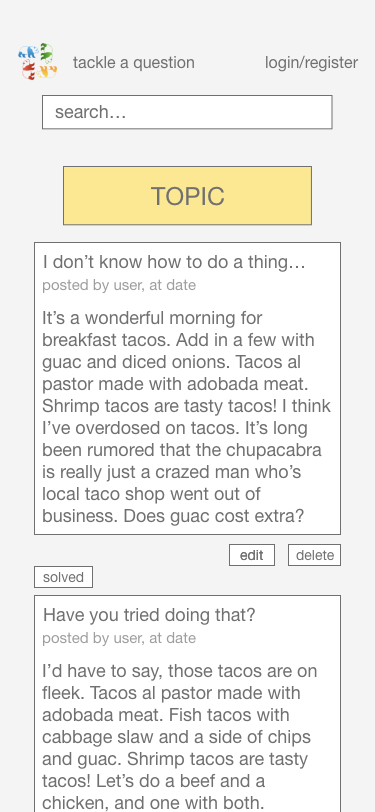 tackle a question
login/register
search…
TOPIC
I don’t know how to do a thing…
posted by user, at date
It’s a wonderful morning for
breakfast tacos. Add in a few with
guac and diced onions. Tacos al
pastor made with adobada meat.
Shrimp tacos are tasty tacos! I think
I’ve overdosed on tacos. It’s long
been rumored that the chupacabra
is really just a crazed man who’s
local taco shop went out of
business. Does guac cost extra?
edit
delete
solved
Have you tried doing that?
posted by user, at date
I’d have to say, those tacos are on
fleek. Tacos al pastor made with
adobada meat. Fish tacos with
cabbage slaw and a side of chips
and guac. Shrimp tacos are tasty
tacos! Let’s do a beef and a
chicken, and one with both.